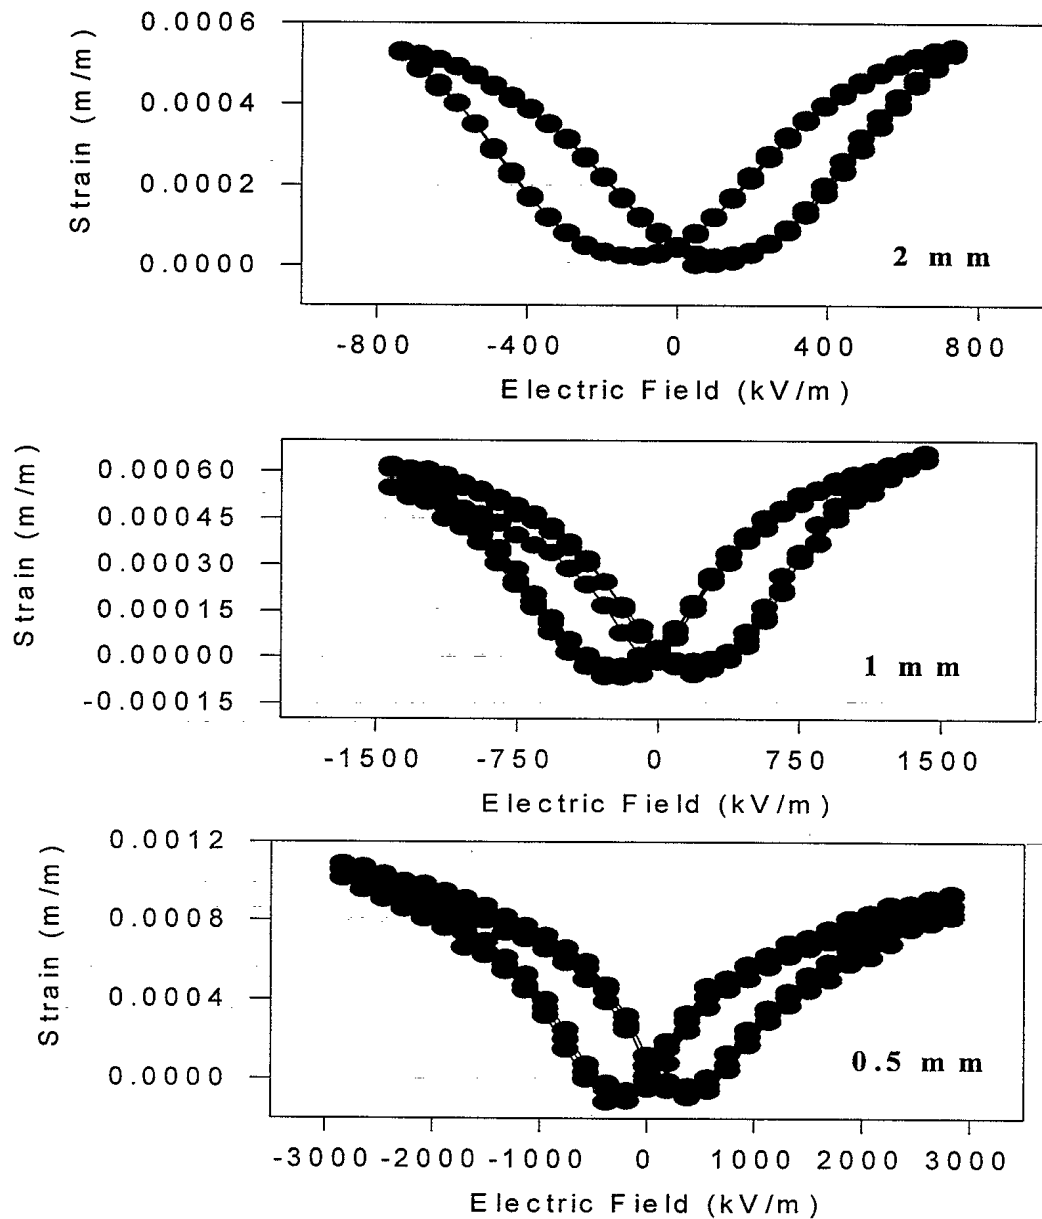 0.0006
0.0004
0.0002
0.0000
Strain (m/m)
2 mm
-800 -400 0 400 800
Electric Field (kV/m)
0.00060
0.00045
0.00030
0.00015
0.00000
-0.00015
Strain (m/m)
1 mm
-1500 -750 0 750 1500
Electric Field (kV/m)
0.0012
0.0008
0.0004
0.0000
Strain (m/m)
0.5 mm
-3000 -2000 -1000 0 1000 2000 3000
Electric Field (kV/m)